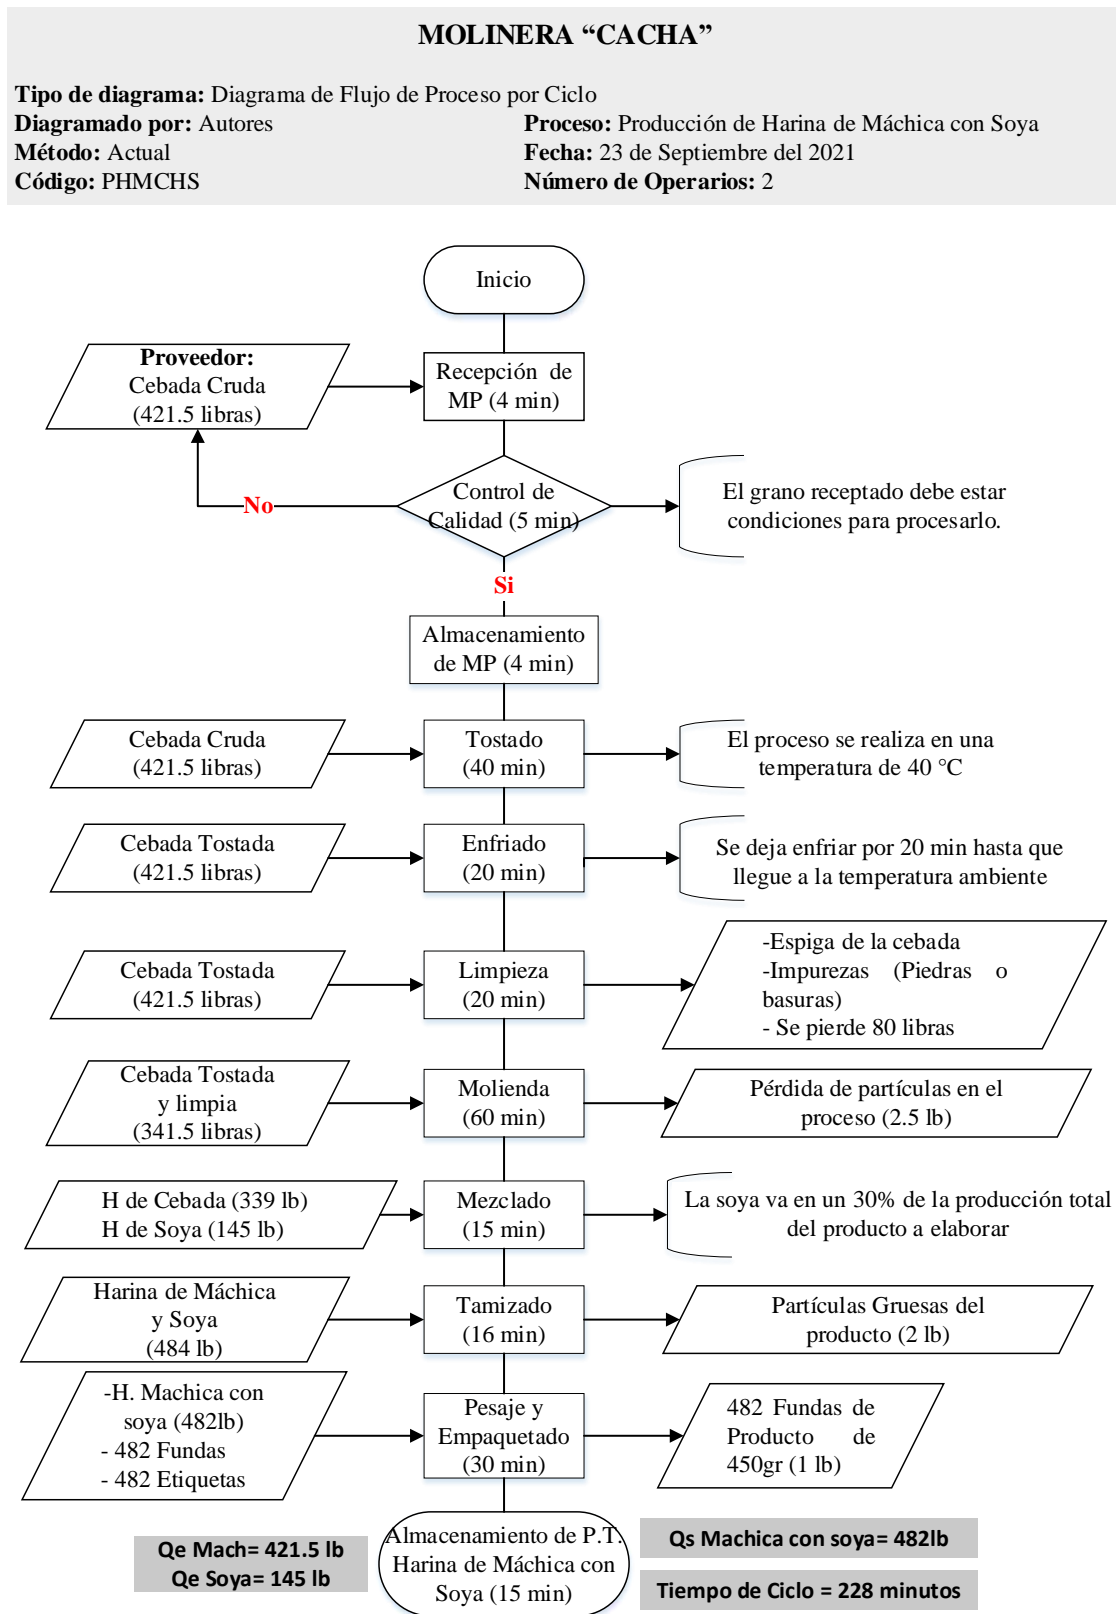 MOLINERA “CACHA”
Tipo de diagrama: Diagrama de Flujo de Proceso por Ciclo
Diagramado por: Autores
Proceso: Producción de Harina de Máchica con Soya
Método: Actual
Fecha: 23 de Septiembre del 2021
Código: PHMCHS
Número de Operarios: 2
Inicio
Proveedor:
Cebada Cruda
(421.5 libras)
Recepción de
MP (4 min)
No
Control de
Calidad (5 min)
El grano receptado debe estar
condiciones para procesarlo.
Si
Almacenamiento
de MP (4 min)
Cebada Cruda
(421.5 libras)
Tostado
(40 min)
El proceso se realiza en una
temperatura de 40 °C
Cebada Tostada
(421.5 libras)
Enfriado
(20 min)
Se deja enfriar por 20 min hasta que
llegue a la temperatura ambiente
Cebada Tostada
(421.5 libras)
Limpieza
(20 min)
-Espiga de la cebada
-Impurezas (Piedras o
basuras)
- Se pierde 80 libras
Cebada Tostada
y limpia
(341.5 libras)
Molienda
(60 min)
Pérdida de partículas en el
proceso (2.5 lb)
H de Cebada (339 lb)
H de Soya (145 lb)
Mezclado
(15 min)
La soya va en un 30% de la producción total
del producto a elaborar
Harina de Máchica
y Soya
(484 lb)
Tamizado
(16 min)
Partículas Gruesas del
producto (2 lb)
-H. Machica con
soya (482lb)
- 482 Fundas
- 482 Etiquetas
Pesaje y
Empaquetado
(30 min)
482 Fundas de
Producto de
450gr (1 lb)
Qe Mach= 421.5 lb
Qe Soya= 145 lb
Almacenamiento de P.T.
Harina de Máchica con
Soya (15 min)
Qs Machica con soya= 482lb
Tiempo de Ciclo = 228 minutos